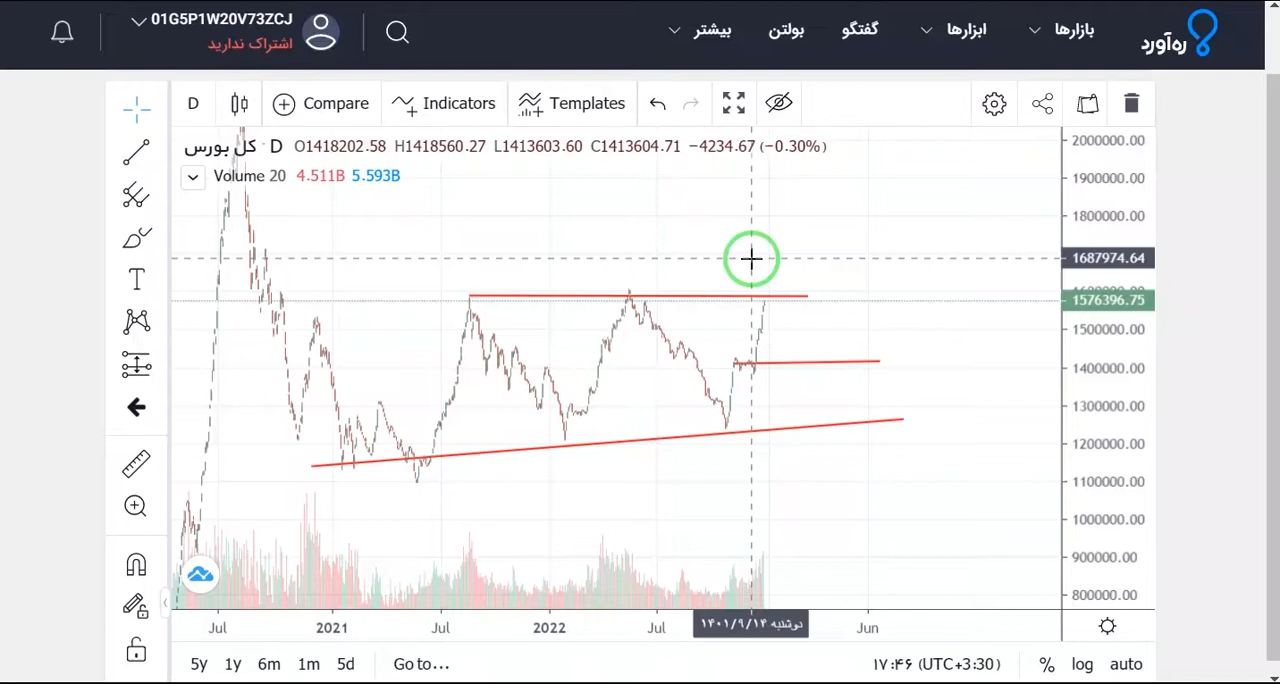 01G5P1W20V73ZCJ
اشتراک ندارید
بازارها ابزارها گفتگو بولتن بیشتر
ره‌آورد
D Compare Indicators Templates
کل بورس · D O1418202.58 H1418560.27 L1413603.60 C1413604.71 −4234.67 (−0.30%)
Volume 20 4.511B 5.593B
2000000.00
1900000.00
1800000.00
1687974.64
1576396.75
1500000.00
1400000.00
1300000.00
1200000.00
1100000.00
1000000.00
900000.00
800000.00
Jul 2021 Jul 2022 Jul دوشنبه ۱۴۰۱/۹/۱۴ Jun
5y 1y 6m 1m 5d Go to... ۱۷:۴۶ (UTC+3:30) % log auto